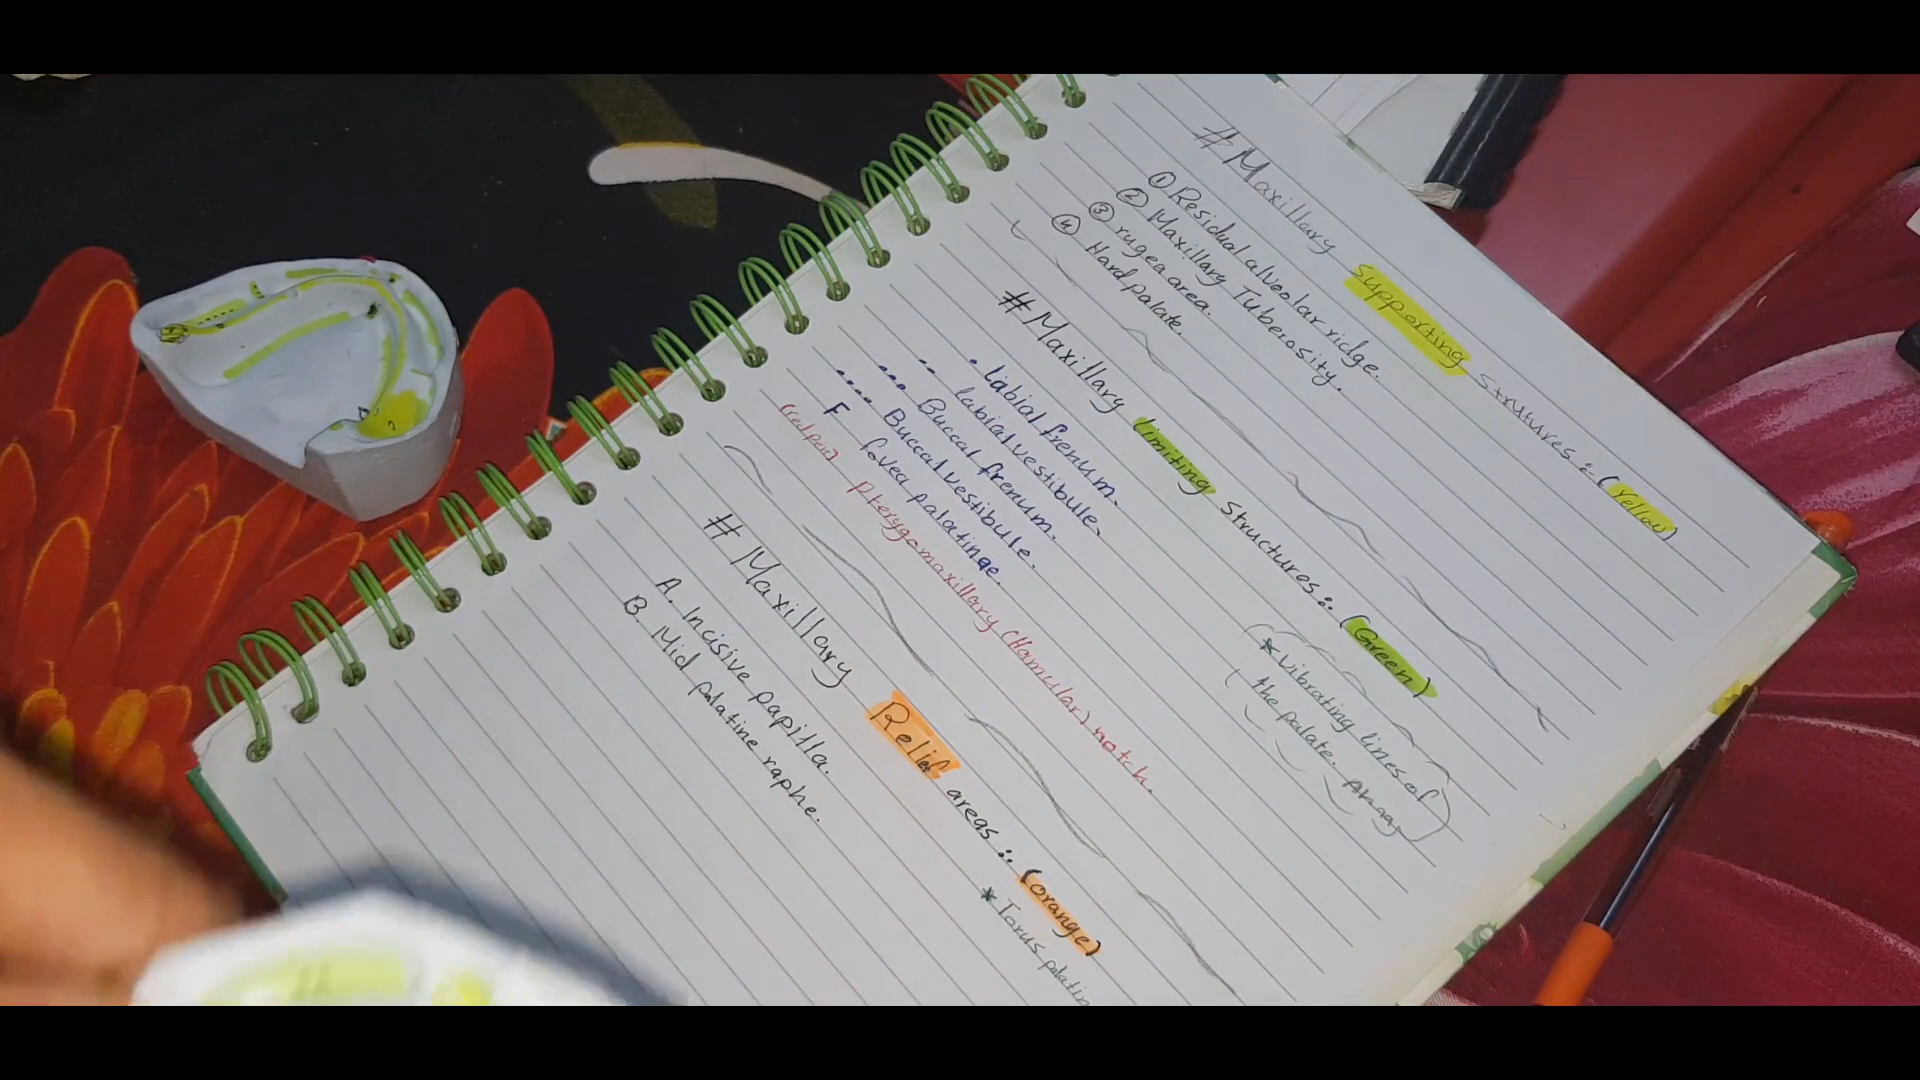 #Maxillary Supporting Strutures :- (Yellow)
① Residual alveolar ridge.
② Maxillary Tuberosity.
③ rugea area.
④ Hard palate.
#Maxillary Limiting Structures :. (Green)
• Labial frenum.
•• labial vestibule.
••• Buccal frenum.
•••• Buccal vestibule.
F fovea palatinae.
(red pen) Pterygomaxillary (Hamular) notch.
* Vibrating lines of
the palate.
# Maxillary Relief areas :. (orange)
A. Incisive papilla.
B. Mid palatine raphe.
* Torus palatin